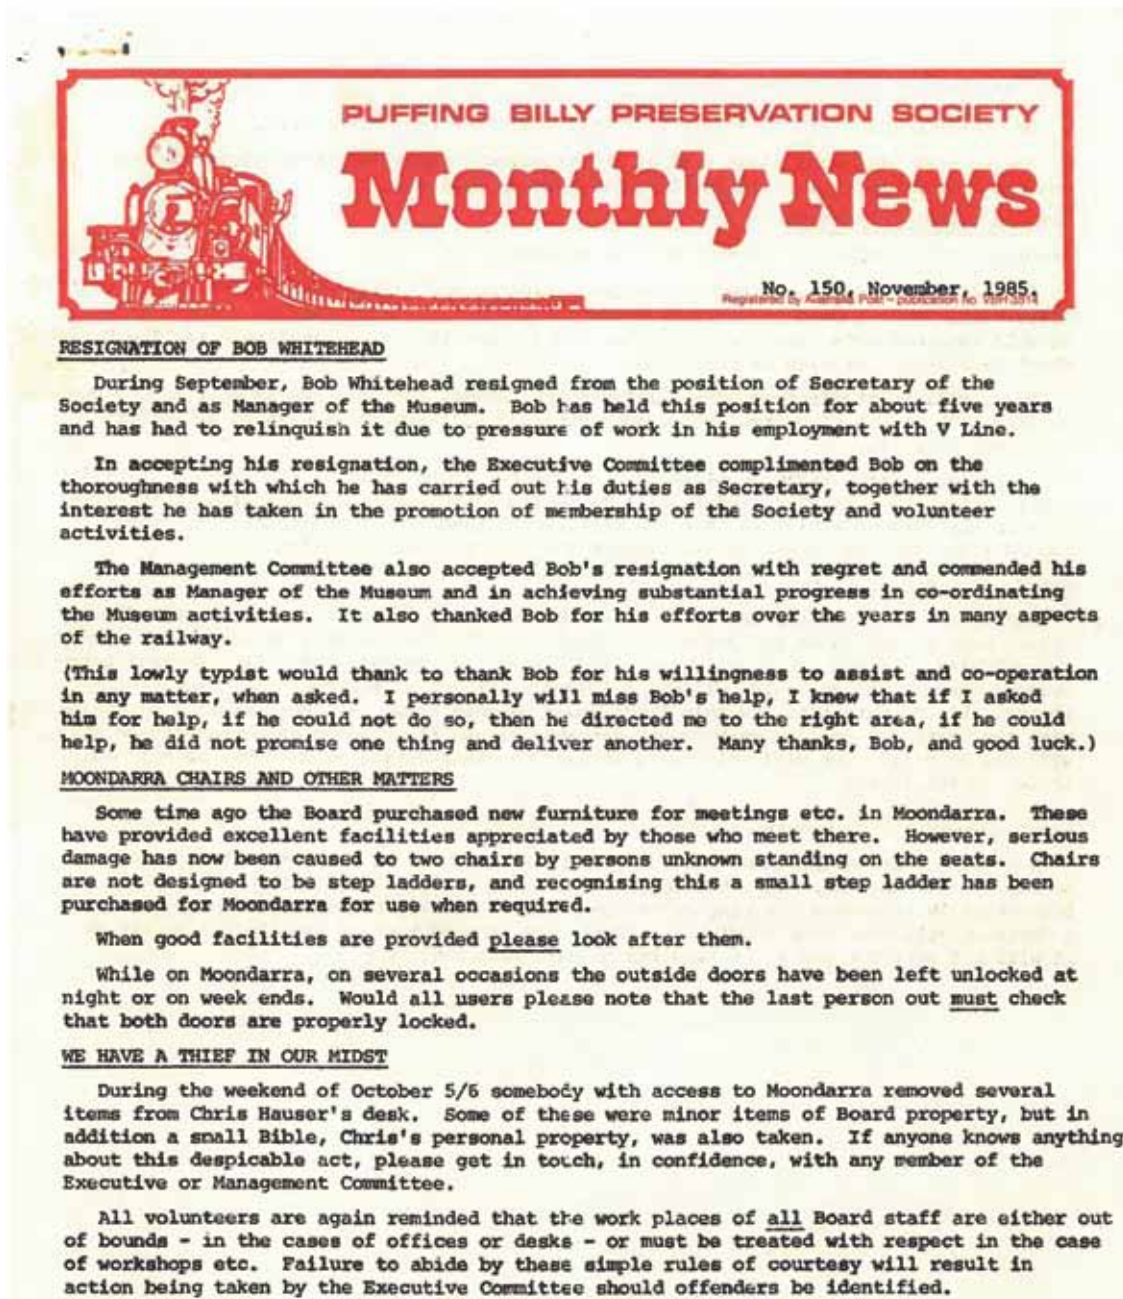 PUFFING BILLY PRESERVATION SOCIETY
Monthly News
No. 150, November, 1985.
Registered by Australia Post - publication no.
RESIGNATION OF BOB WHITEHEAD
During September, Bob Whitehead resigned from the position of Secretary of the
Society and as Manager of the Museum. Bob has held this position for about five years
and has had to relinquish it due to pressure of work in his employment with V Line.
In accepting his resignation, the Executive Committee complimented Bob on the
thoroughness with which he has carried out his duties as Secretary, together with the
interest he has taken in the promotion of membership of the Society and volunteer
activities.
The Management Committee also accepted Bob's resignation with regret and commended his
efforts as Manager of the Museum and in achieving substantial progress in co-ordinating
the Museum activities. It also thanked Bob for his efforts over the years in many aspects
of the railway.
(This lowly typist would thank to thank Bob for his willingness to assist and co-operation
in any matter, when asked. I personally will miss Bob's help, I knew that if I asked
him for help, if he could not do so, then he directed me to the right area, if he could
help, he did not promise one thing and deliver another. Many thanks, Bob, and good luck.)
MOONDARRA CHAIRS AND OTHER MATTERS
Some time ago the Board purchased new furniture for meetings etc. in Moondarra. These
have provided excellent facilities appreciated by those who meet there. However, serious
damage has now been caused to two chairs by persons unknown standing on the seats. Chairs
are not designed to be step ladders, and recognising this a small step ladder has been
purchased for Moondarra for use when required.
When good facilities are provided please look after them.
While on Moondarra, on several occasions the outside doors have been left unlocked at
night or on week ends. Would all users please note that the last person out must check
that both doors are properly locked.
WE HAVE A THIEF IN OUR MIDST
During the weekend of October 5/6 somebody with access to Moondarra removed several
items from Chris Hauser's desk. Some of these were minor items of Board property, but in
addition a small Bible, Chris's personal property, was also taken. If anyone knows anything
about this despicable act, please get in touch, in confidence, with any member of the
Executive or Management Committee.
All volunteers are again reminded that the work places of all Board staff are either out
of bounds - in the cases of offices or desks - or must be treated with respect in the case
of workshops etc. Failure to abide by these simple rules of courtesy will result in
action being taken by the Executive Committee should offenders be identified.